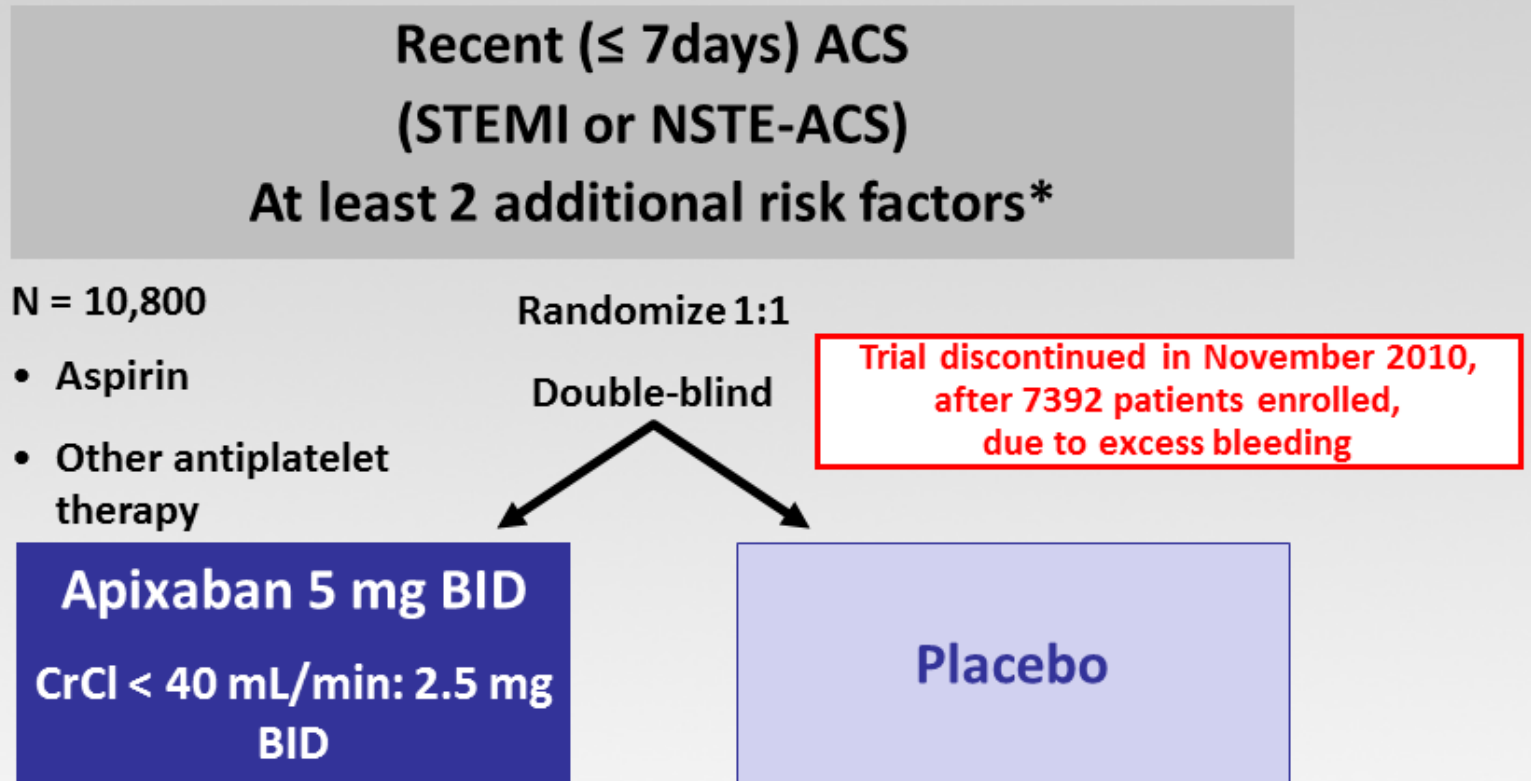 Recent (≤ 7days) ACS
(STEMI or NSTE-ACS)
At least 2 additional risk factors*
N = 10,800
• Aspirin
• Other antiplatelet
therapy
Randomize 1:1
Double-blind
Trial discontinued in November 2010,
after 7392 patients enrolled,
due to excess bleeding
Apixaban 5 mg BID
CrCl < 40 mL/min: 2.5 mg
BID
Placebo